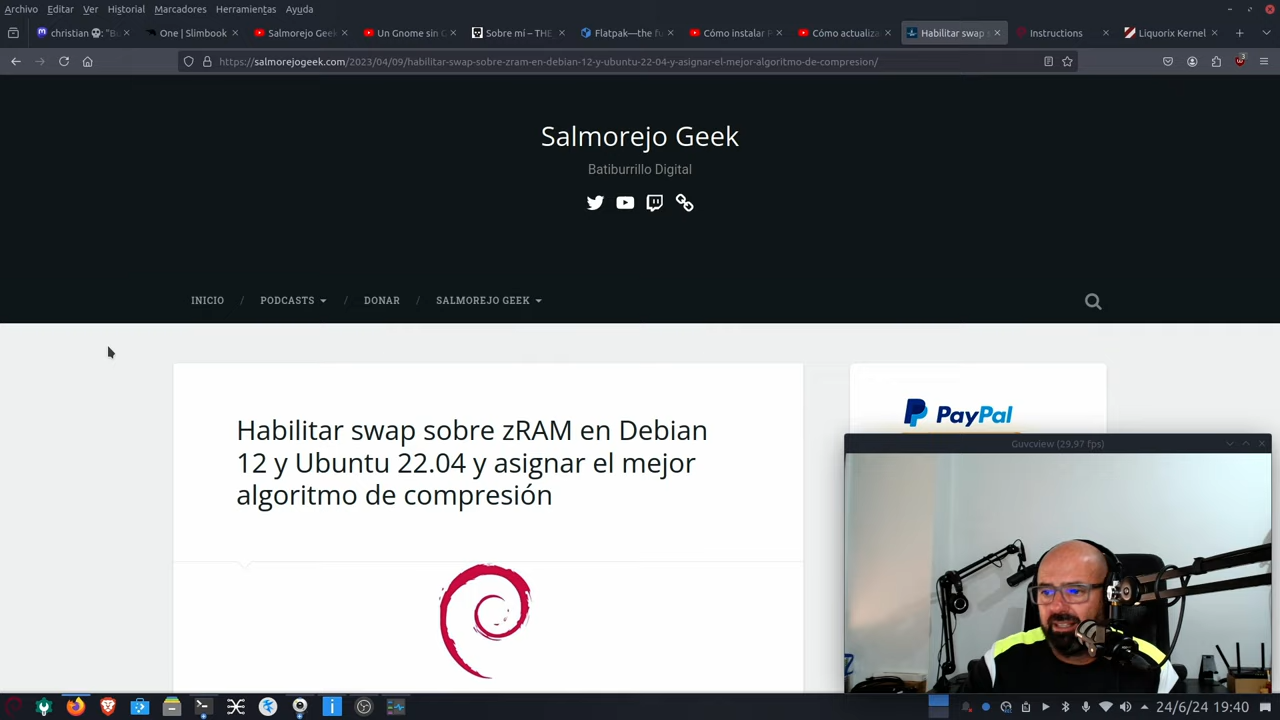 Archivo Editar Ver Historial Marcadores Herramientas Ayuda
christian 💀: "Bu
One | Slimbook
Salmorejo Geek
Un Gnome sin C
Sobre mi – THE
Flatpak—the fu
Cómo instalar F
Cómo actualiza
Habilitar swap s
Instructions
Liquorix Kernel
https://salmorejogeek.com/2023/04/09/habilitar-swap-sobre-zram-en-debian-12-y-ubuntu-22-04-y-asignar-el-mejor-algoritmo-de-compresion/
Salmorejo Geek
Batiburrillo Digital
INICIO / PODCASTS / DONAR / SALMOREJO GEEK
Habilitar swap sobre zRAM en Debian
12 y Ubuntu 22.04 y asignar el mejor
algoritmo de compresión
PayPal
Guvcview (29,97 fps)
24/6/24 19:40